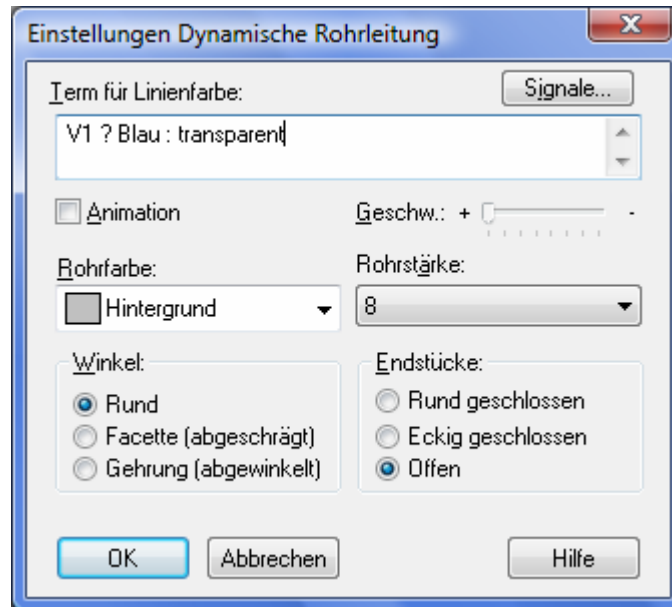 Einstellungen Dynamische Rohrleitung
Term für Linienfarbe:
Signale...
V1 ? Blau : transparent
Animation
Geschw.: + -
Rohrfarbe:
Rohrstärke:
Hintergrund
8
Winkel:
Endstücke:
Rund
Rund geschlossen
Facette (abgeschrägt)
Eckig geschlossen
Gehrung (abgewinkelt)
Offen
OK
Abbrechen
Hilfe